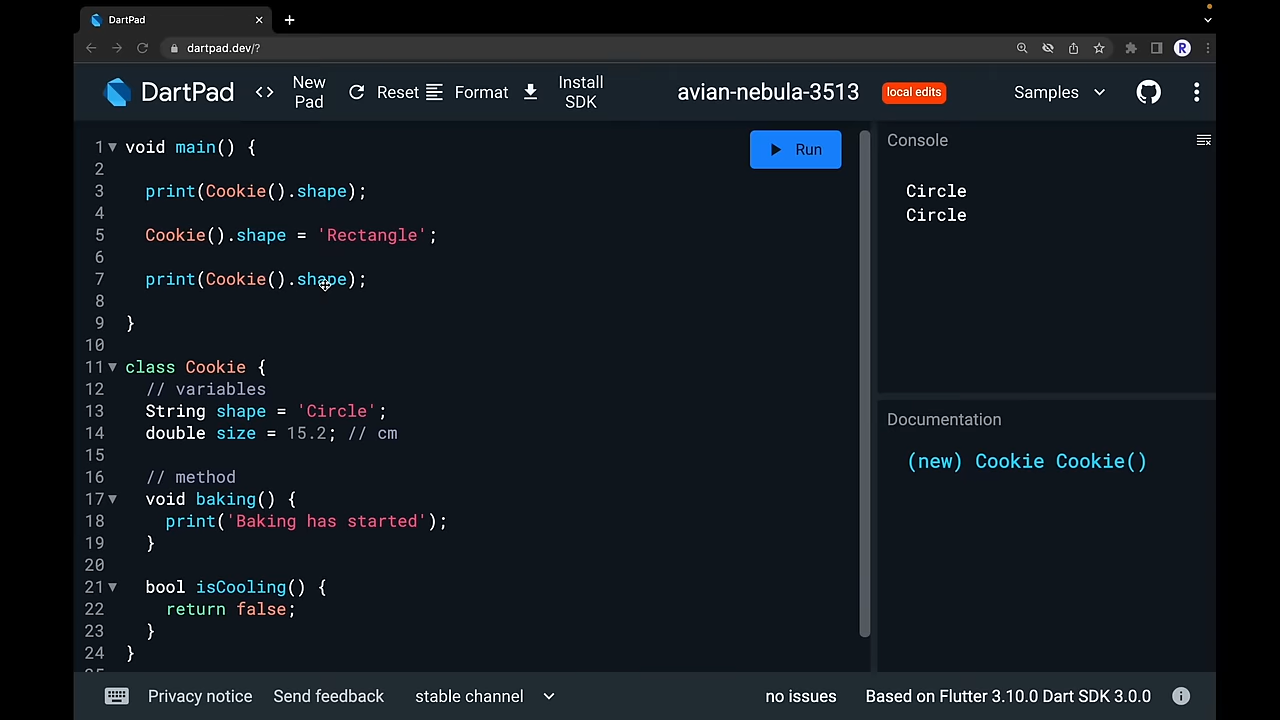 DartPad
dartpad.dev/?
R
DartPad
New Pad
Reset
Format
Install SDK
avian-nebula-3513
local edits
Samples
1 void main() {
2
3 print(Cookie().shape);
4
5 Cookie().shape = 'Rectangle';
6
7 print(Cookie().shape);
8
9 }
10
11 class Cookie {
12 // variables
13 String shape = 'Circle';
14 double size = 15.2; // cm
15
16 // method
17 void baking() {
18 print('Baking has started');
19 }
20
21 bool isCooling() {
22 return false;
23 }
24 }
25
Run
Console
Circle
Circle
Documentation
(new) Cookie Cookie()
Privacy notice
Send feedback
stable channel
no issues
Based on Flutter 3.10.0 Dart SDK 3.0.0